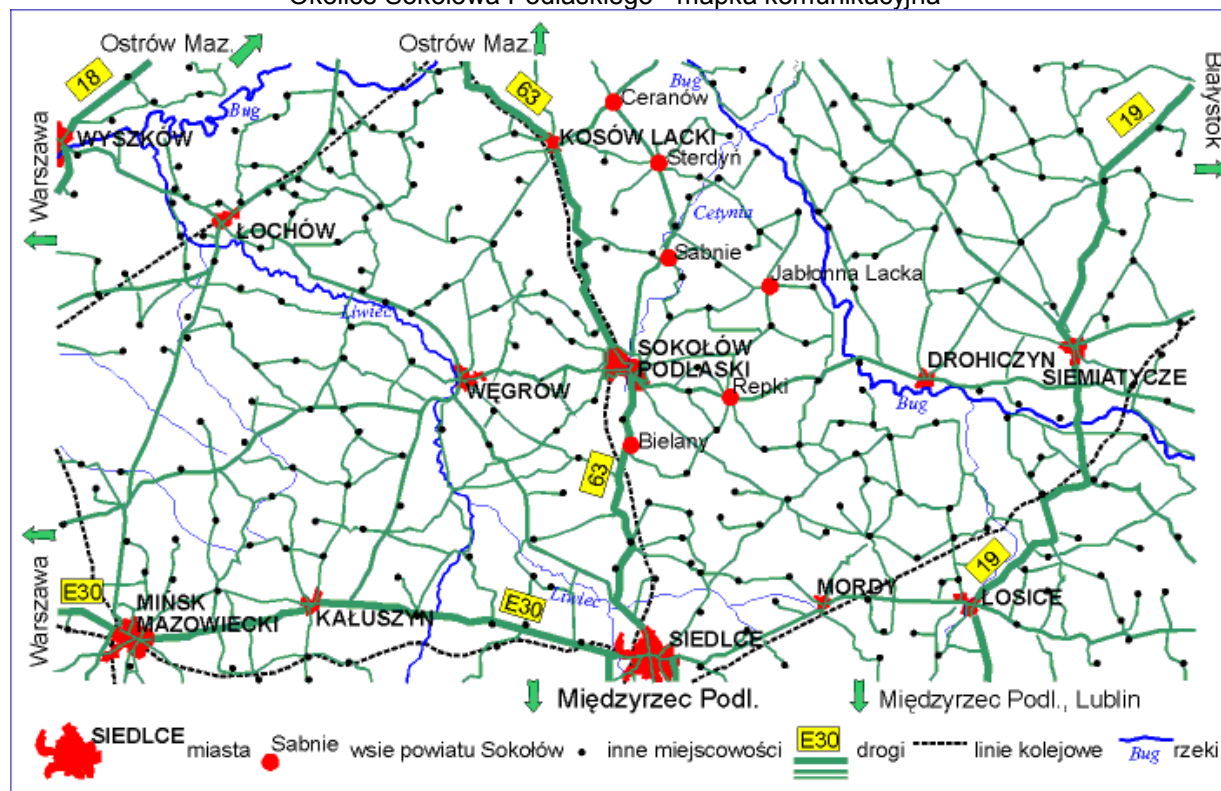 Okolice Sokołowa Podlaskiego - mapka komunikacyjna
Ostrów Maz.
Ostrów Maz.
18
63
Bug
Bug
Ceranów
19
Białystok
WYSZKÓW
KOSÓW LACKI
Sterdyń
Warszawa
Cetynia
ŁOCHÓW
Sabnie
Jabłonna Lacka
Liwiec
SOKOŁÓW
PODLASKI
DROHICZYN
SIEMIATYCZE
WĘGRÓW
Repki
Bug
Bielany
63
Warszawa
19
E30
MIŃSK
MAZOWIECKI
KAŁUSZYN
E30
Liwiec
MORDY
ŁOSICE
SIEDLCE
Międzyrzec Podl.
Międzyrzec Podl., Lublin
SIEDLCE miasta Sabnie wsie powiatu Sokołów inne miejscowości E30 drogi linie kolejowe Bug rzeki